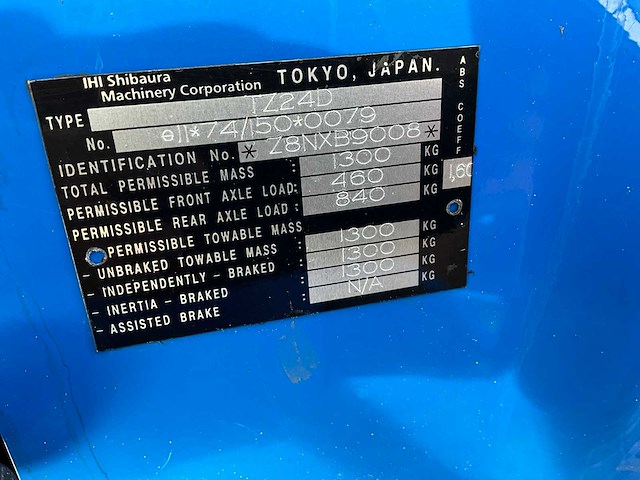 IHI Shibaura
Machinery Corporation TOKYO, JAPAN.
TYPE TZ24D
No. e11*74/150*0079
IDENTIFICATION No. * Z8NXB9008 *
TOTAL PERMISSIBLE MASS 1300 KG
PERMISSIBLE FRONT AXLE LOAD: 460 KG
PERMISSIBLE REAR AXLE LOAD : 840 KG
PERMISSIBLE TOWABLE MASS
UNBRAKED TOWABLE MASS : 1300 KG
- INDEPENDENTLY - BRAKED : 1300 KG
- INERTIA - BRAKED : 1300 KG
- ASSISTED BRAKE : N/A KG
ABS COEFF
1,60